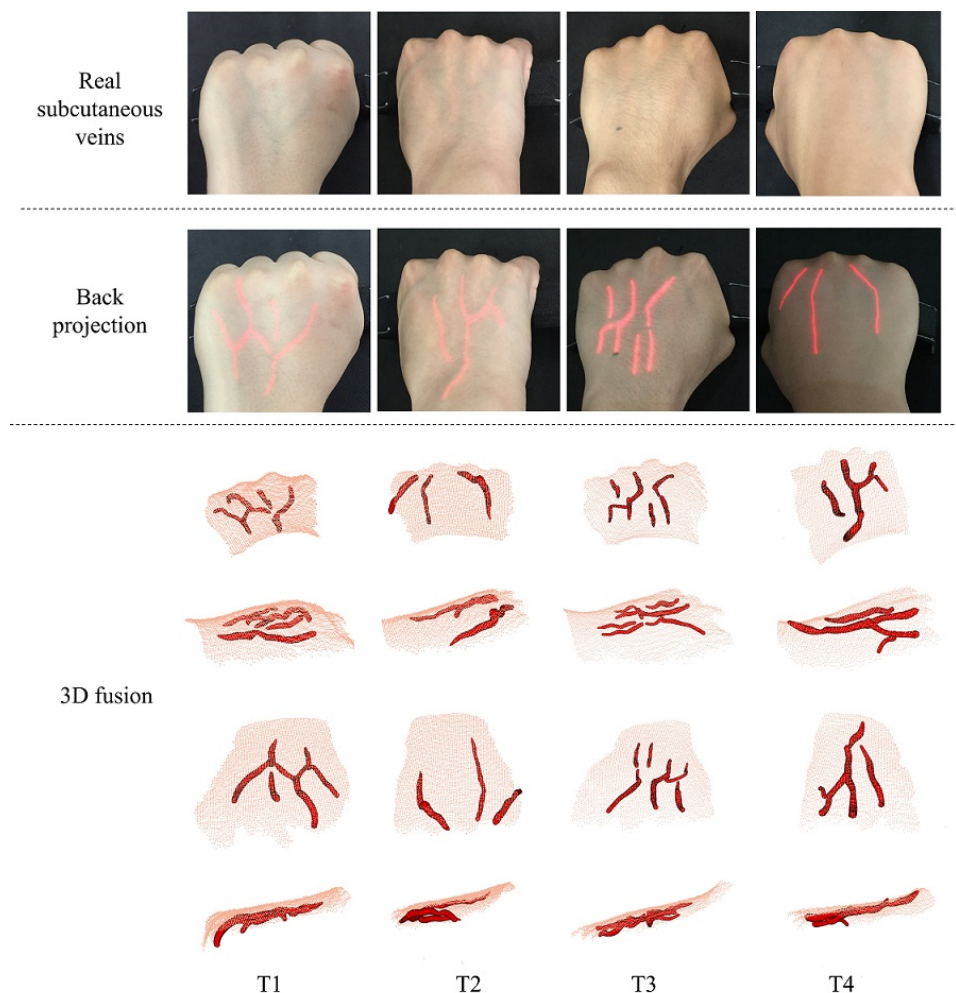 Real
subcutaneous
veins
Back
projection
3D fusion
T1 T2 T3 T4